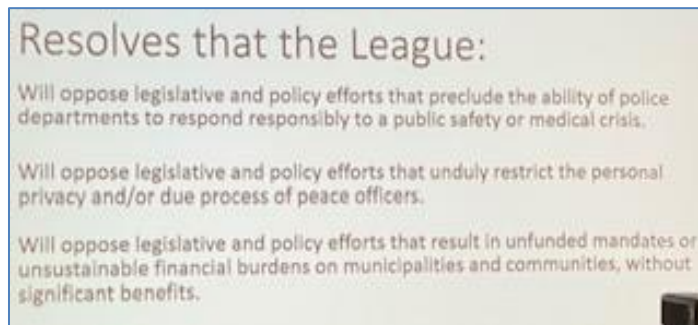 Resolves that the League:
Will oppose legislative and policy efforts that preclude the ability of police
departments to respond responsibly to a public safety or medical crisis.
Will oppose legislative and policy efforts that unduly restrict the personal
privacy and/or due process of peace officers.
Will oppose legislative and policy efforts that result in unfunded mandates or
unsustainable financial burdens on municipalities and communities, without
significant benefits.